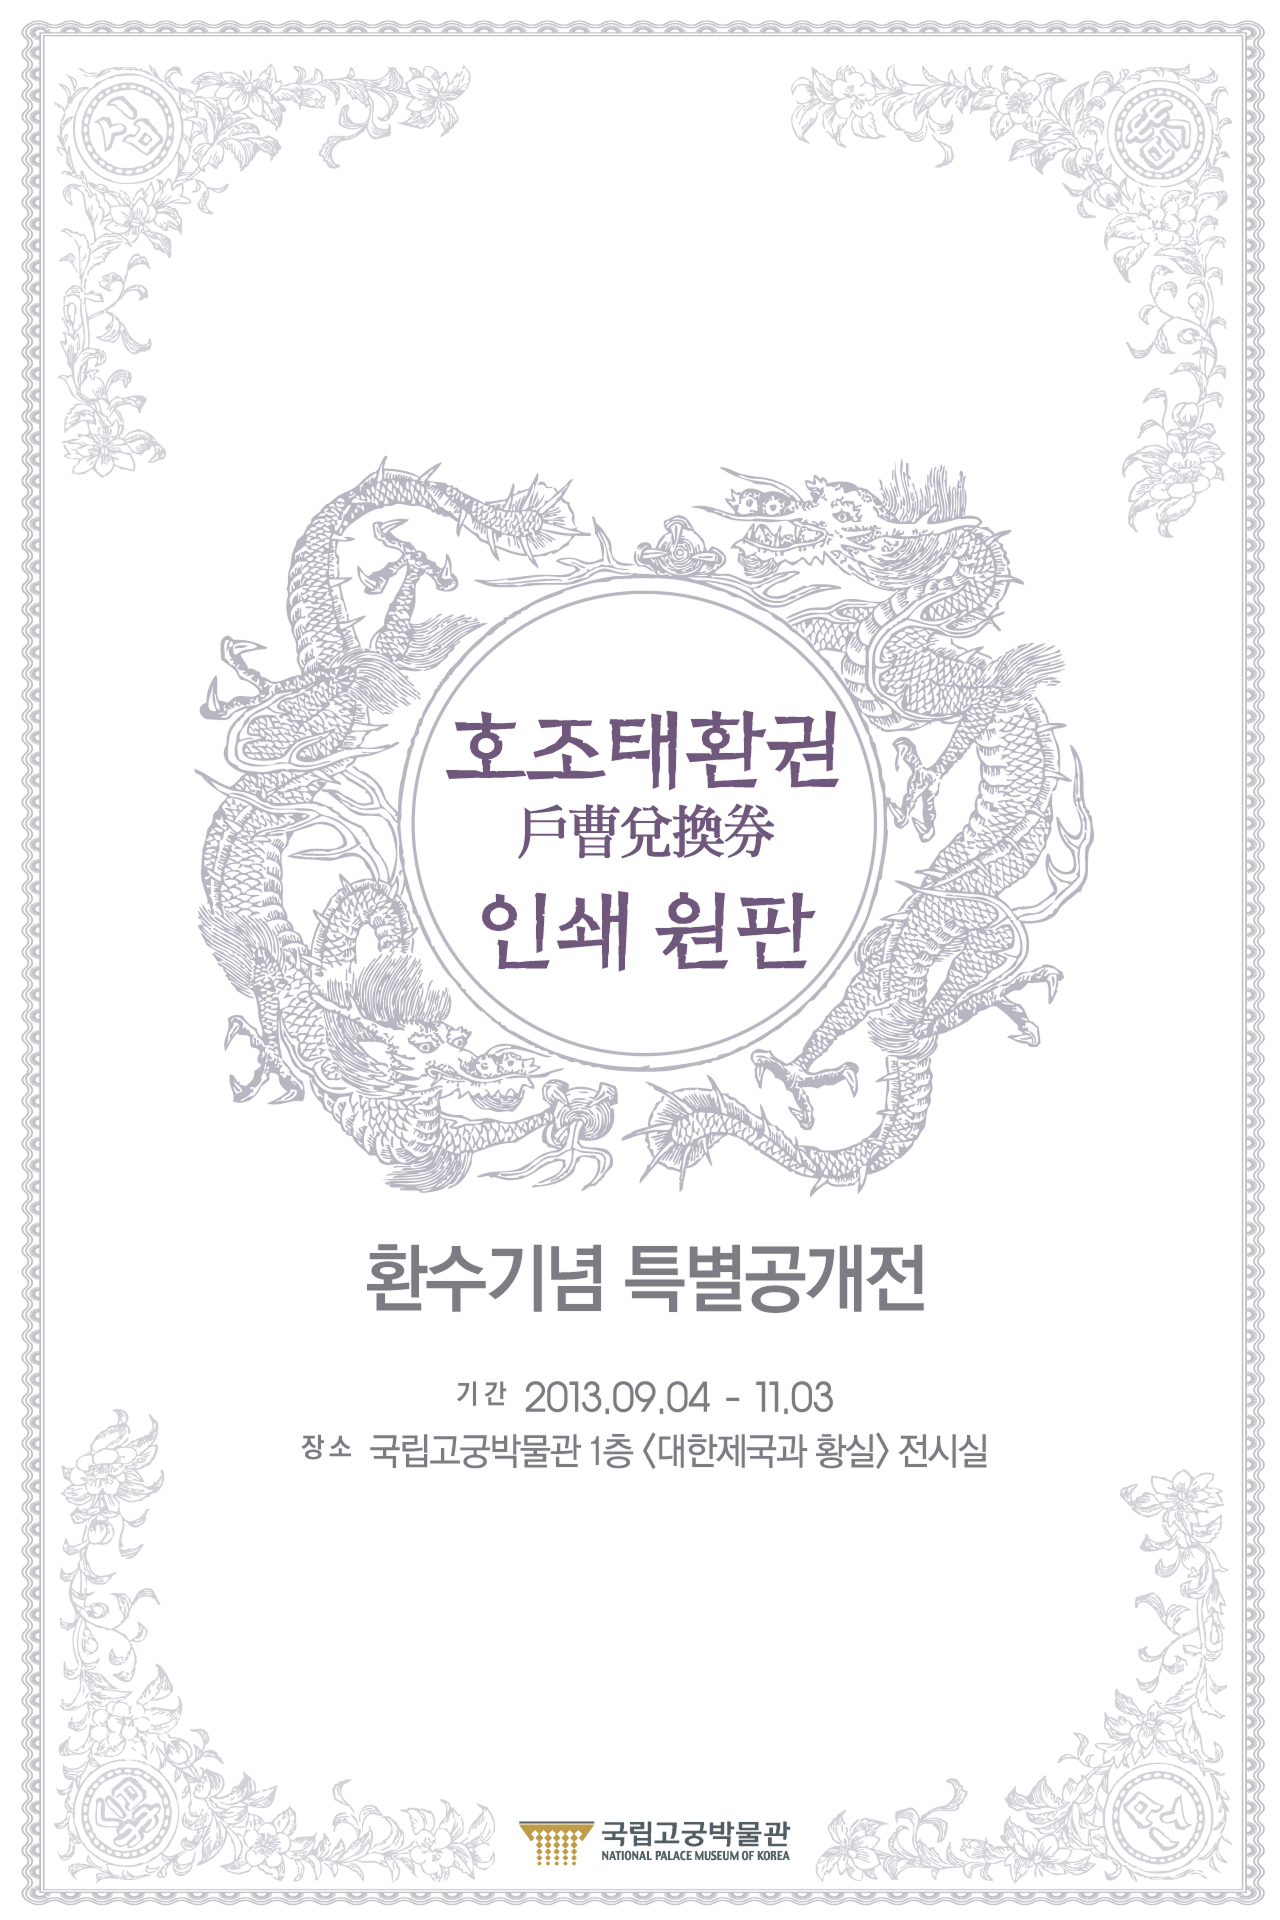 호조태환권
戶曹兌換券
인쇄 원판
환수기념 특별공개전
기간 2013.09.04 - 11.03
장소 국립고궁박물관 1층 〈대한제국과 황실〉 전시실
국립고궁박물관
NATIONAL PALACE MUSEUM OF KOREA